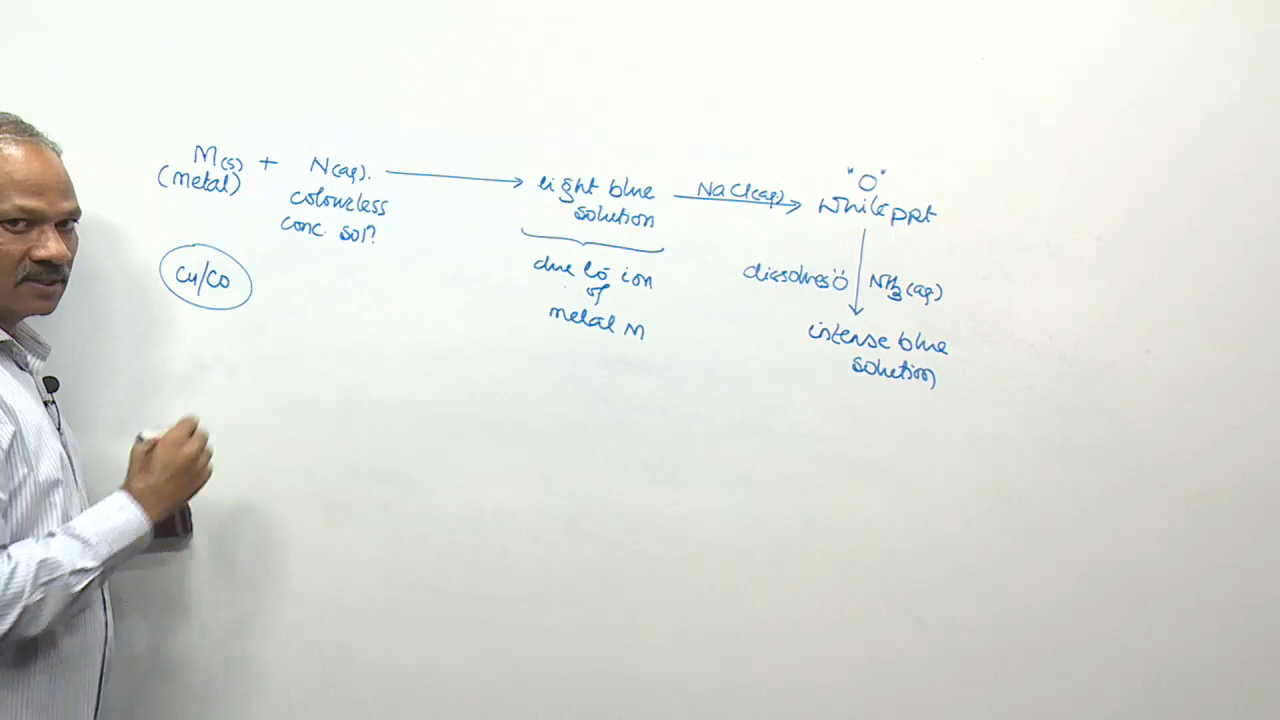 M(s) + N(aq).
(metal)
colourless
conc. sol?
Cu/Co
light blue
solution
due to ion
of
metal M
NaCl(aq)
"O"
white ppt
dissolves
NH3(aq)
intense blue
solution